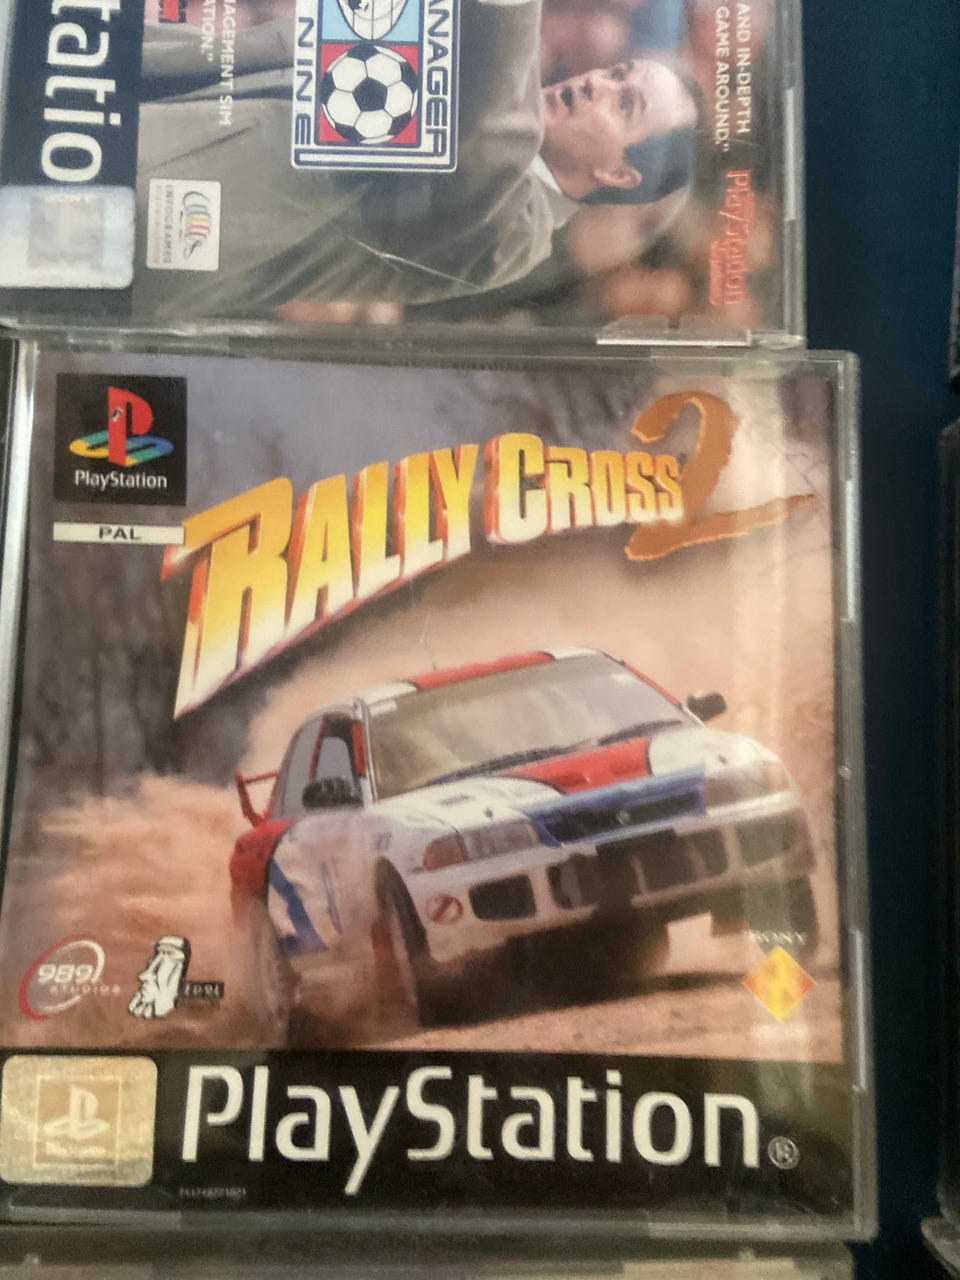 tatio
AGEMENT SIM
ATION."
ANAGER
NINE
INFOGRAMES
AND IN-DEPTH
GAME AROUND."
PlayStation
PlayStation
PAL
RALLY CROSS 2
989
STUDIOS
SONY
PlayStation®